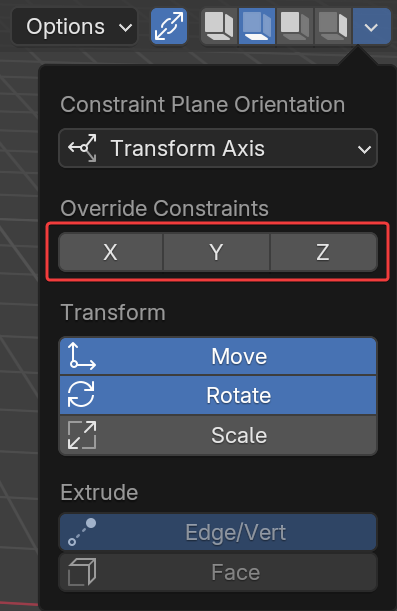 Options
Constraint Plane Orientation
Transform Axis
Override Constraints
X Y Z
Transform
Move
Rotate
Scale
Extrude
Edge/Vert
Face